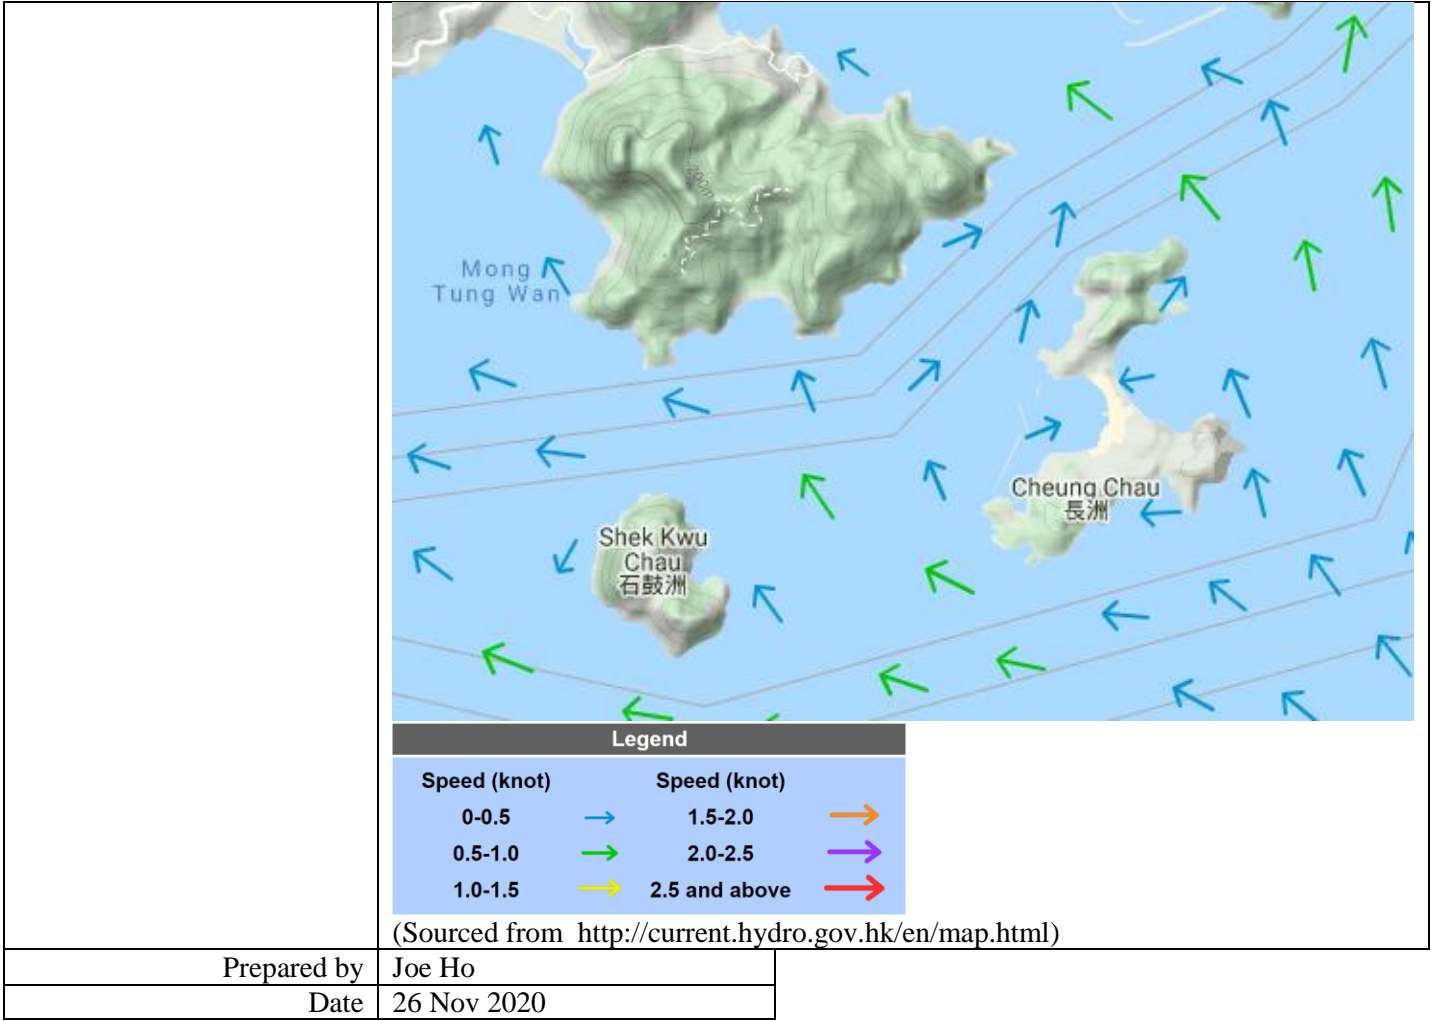 200m
Mong
Tung Wan
Cheung Chau
長洲
Shek Kwu
Chau
石鼓洲
Legend
Speed (knot) Speed (knot)
0-0.5 1.5-2.0
0.5-1.0 2.0-2.5
1.0-1.5 2.5 and above
(Sourced from http://current.hydro.gov.hk/en/map.html)
Prepared by Joe Ho
Date 26 Nov 2020